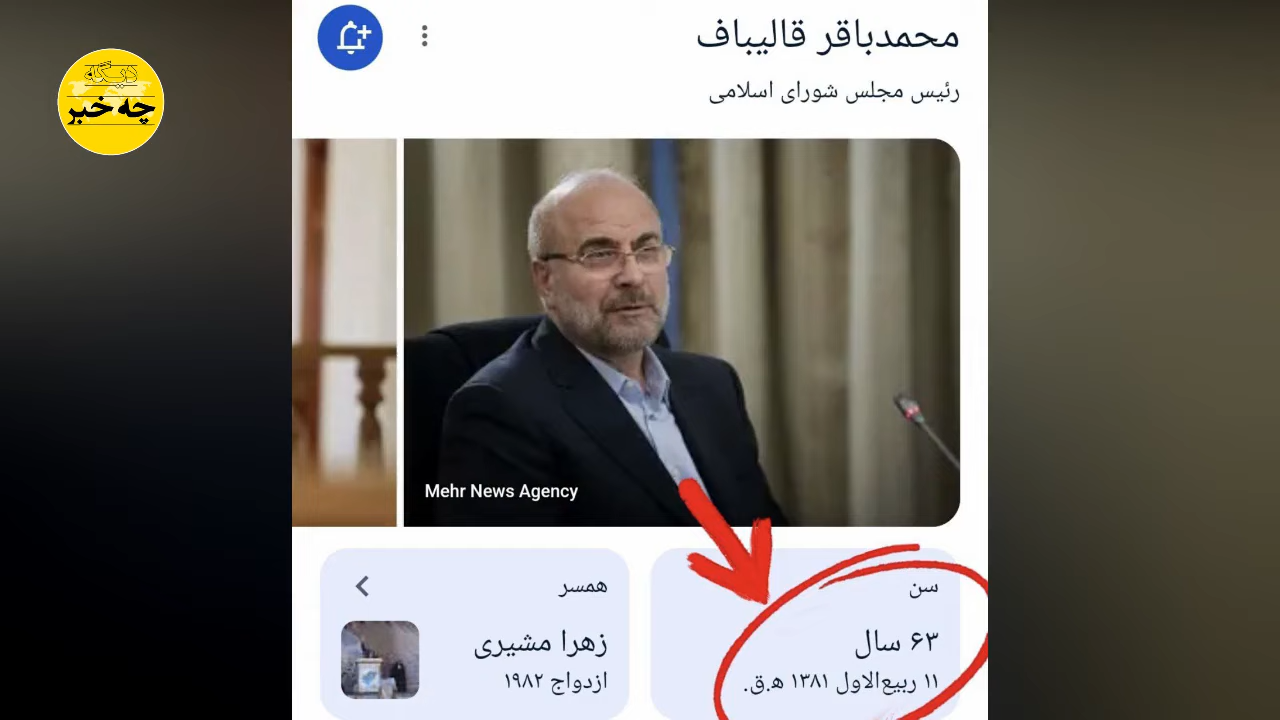 دیگه
چه خبر
محمدباقر قالیباف
رئیس مجلس شورای اسلامی
Mehr News Agency
سن
۶۳ سال
۱۱ ربیع‌الاول ۱۳۸۱ ه.ق.
همسر
زهرا مشیری
ازدواج ۱۹۸۲